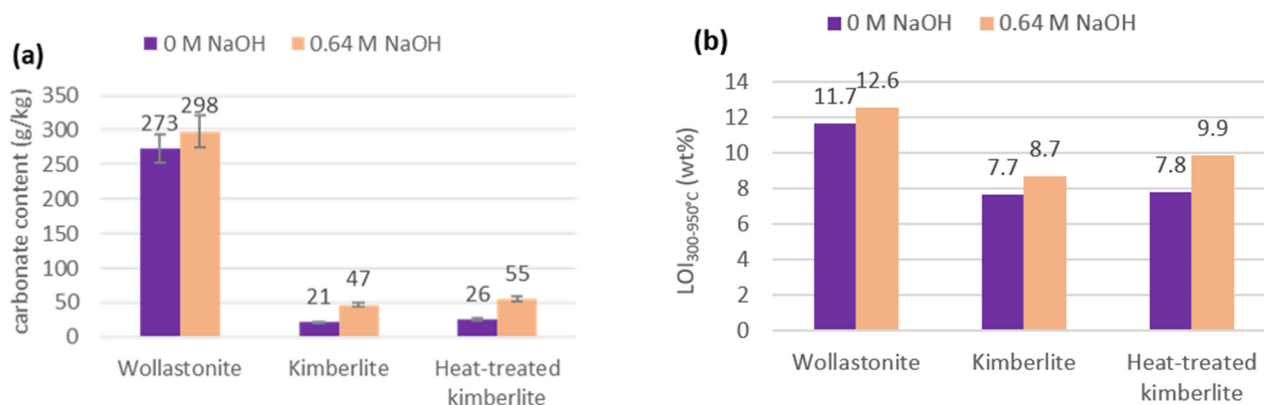 (a)
0 M NaOH 0.64 M NaOH
carbonate content (g/kg)
350
300
250
200
150
100
50
0
273 298
21 47
26 55
Wollastonite Kimberlite Heat-treated
kimberlite
(b)
0 M NaOH 0.64 M NaOH
LOI300-950°C (wt%)
14
12
10
8
6
4
2
0
11.7 12.6
7.7 8.7
7.8 9.9
Wollastonite Kimberlite Heat-treated
kimberlite